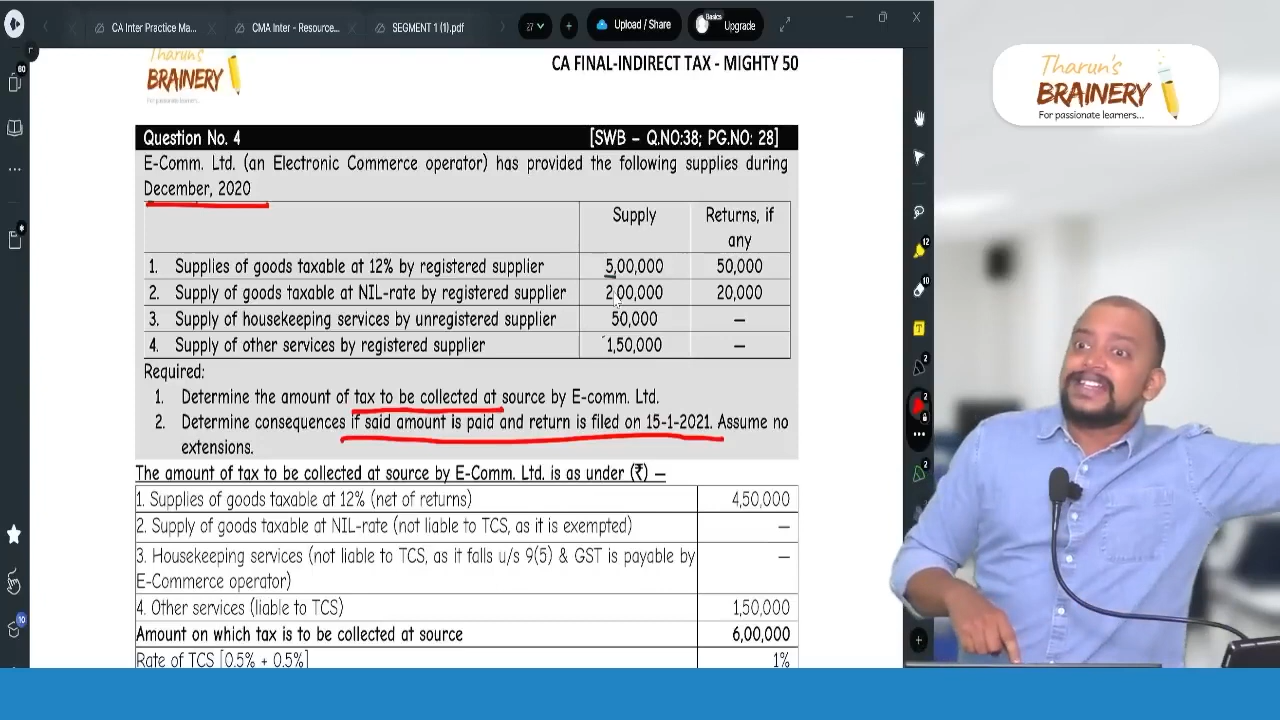 CA Inter Practice Ma...
CMA Inter - Resource...
SEGMENT 1 (1).pdf
27
Upload / Share
Basics
Upgrade
Tharun's
BRAINERY
For passionate learners...
CA FINAL-INDIRECT TAX - MIGHTY 50
Tharun's
BRAINERY
For passionate learners...
Question No. 4 [SWB – Q.NO:38; PG.NO: 28]
E-Comm. Ltd. (an Electronic Commerce operator) has provided the following supplies during
December, 2020
Supply Returns, if
any
1. Supplies of goods taxable at 12% by registered supplier 5,00,000 50,000
2. Supply of goods taxable at NIL-rate by registered supplier 200,000 20,000
3. Supply of housekeeping services by unregistered supplier 50,000 –
4. Supply of other services by registered supplier 1,50,000 –
Required:
1. Determine the amount of tax to be collected at source by E-comm. Ltd.
2. Determine consequences if said amount is paid and return is filed on 15-1-2021. Assume no
extensions.
The amount of tax to be collected at source by E-Comm. Ltd. is as under (₹) –
1. Supplies of goods taxable at 12% (net of returns) 4,50,000
2. Supply of goods taxable at NIL-rate (not liable to TCS, as it is exempted) –
3. Housekeeping services (not liable to TCS, as it falls u/s 9(5) & GST is payable by –
E-Commerce operator)
4. Other services (liable to TCS) 1,50,000
Amount on which tax is to be collected at source 6,00,000
Rate of TCS [0.5% + 0.5%] 1%